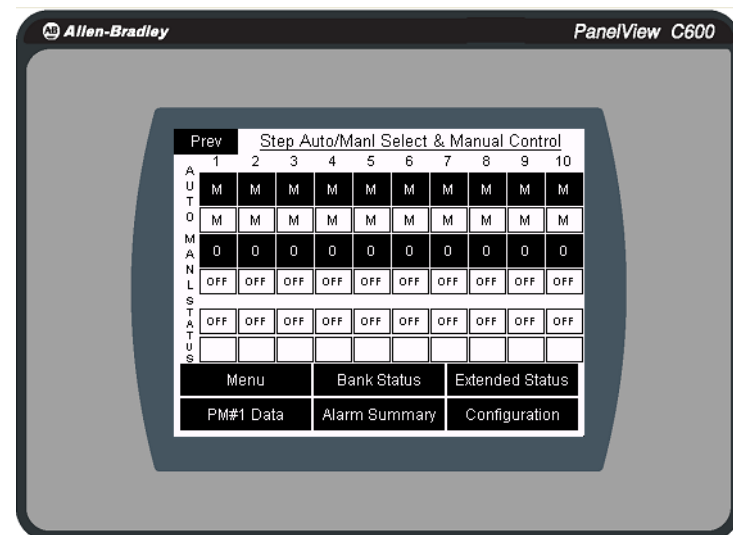 AB Allen-Bradley
PanelView C600
Prev
Step Auto/Manl Select & Manual Control
1 2 3 4 5 6 7 8 9 10
AUTO
M M M M M M M M M M
M M M M M M M M M M
MANL
0 0 0 0 0 0 0 0 0 0
OFF OFF OFF OFF OFF OFF OFF OFF OFF OFF
STATUS
OFF OFF OFF OFF OFF OFF OFF OFF OFF OFF
Menu Bank Status Extended Status
PM#1 Data Alarm Summary Configuration